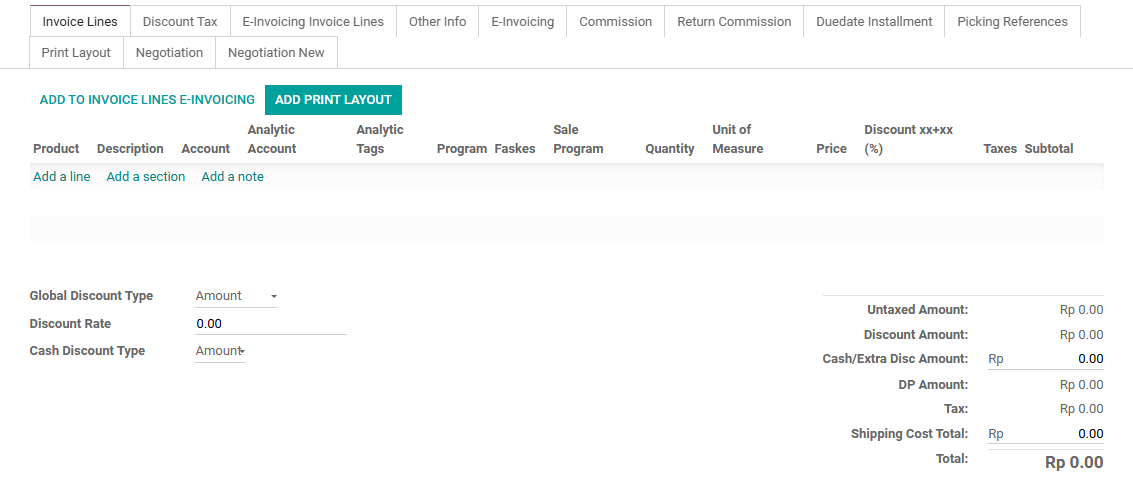 Invoice Lines Discount Tax E-Invoicing Invoice Lines Other Info E-Invoicing Commission Return Commission Duedate Installment Picking References
Print Layout Negotiation Negotiation New
ADD TO INVOICE LINES E-INVOICING ADD PRINT LAYOUT
Product Description Account Analytic Account Analytic Tags Program Faskes Sale Program Quantity Unit of Measure Price Discount xx+xx (%) Taxes Subtotal
Add a line Add a section Add a note
Global Discount Type Amount
Discount Rate 0.00
Cash Discount Type Amount
Untaxed Amount: Rp 0.00
Discount Amount: Rp 0.00
Cash/Extra Disc Amount: Rp 0.00
DP Amount: Rp 0.00
Tax: Rp 0.00
Shipping Cost Total: Rp 0.00
Total: Rp 0.00